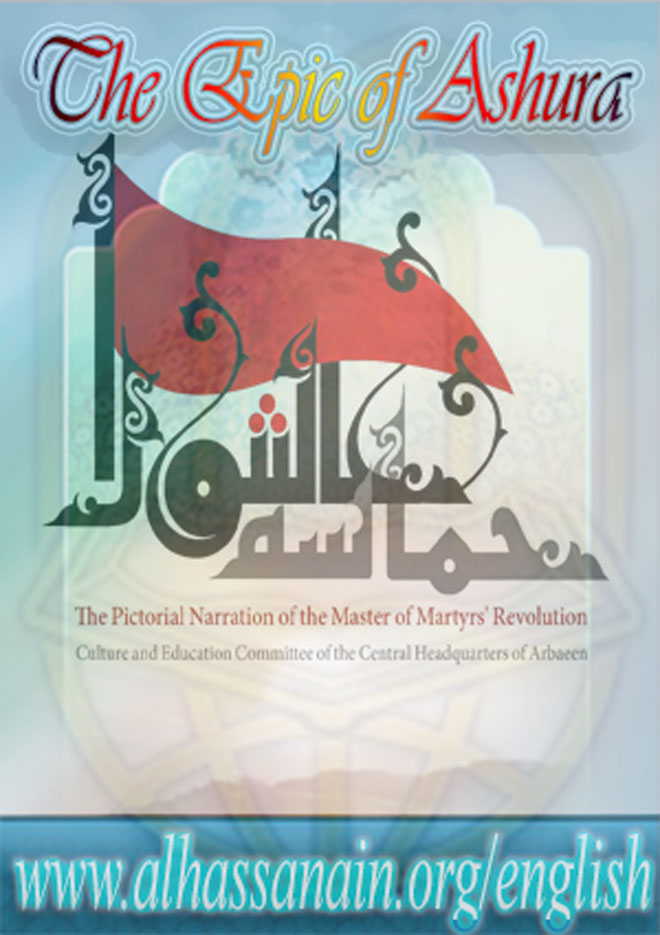 The Epic of Ashura
عاشورا
حماسه
The Pictorial Narration of the Master of Martyrs' Revolution
Culture and Education Committee of the Central Headquarters of Arbaeen
www.alhassanain.org/english